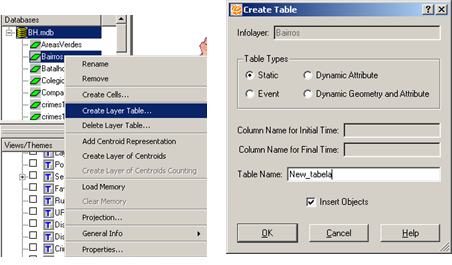 Databases
BH.mdb
AreasVerdes
Bairros
Batalho
Colegio
Compa
crimes1
crimes1
Views/Themes
Rename
Remove
Create Cells...
Create Layer Table...
Delete Layer Table...
Add Centroid Representation
Create Layer of Centroids
Create Layer of Centroids Counting
Load Memory
Clear Memory
Projection...
General Info
Properties...
Lay
Po
Se
Fa
Ru
UF
Dis
Dis
Cri
Create Table
Infolayer:
Bairros
Table Types
Static
Dynamic Attribute
Event
Dynamic Geometry and Attribute
Column Name for Initial Time:
Column Name for Final Time:
Table Name:
New_tabela
Insert Objects
OK
Cancel
Help